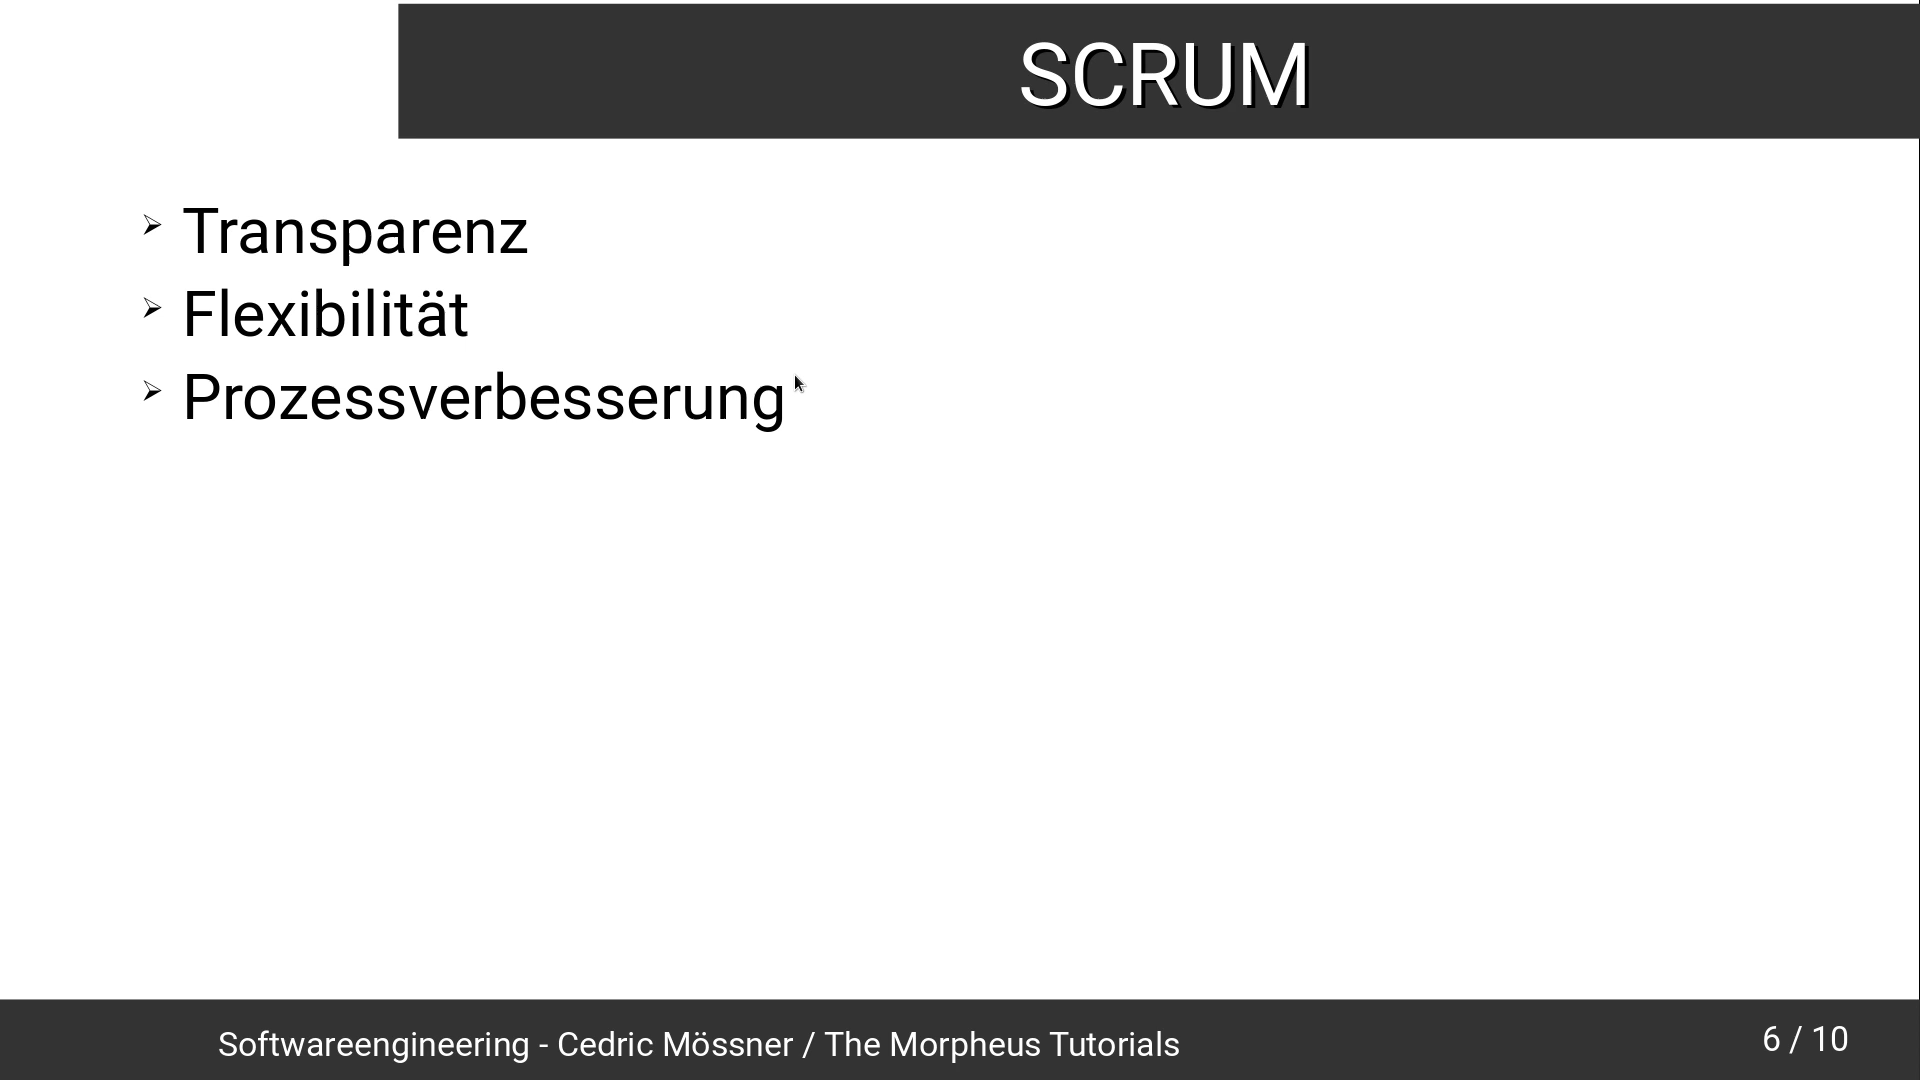 SCRUM
Transparenz
Flexibilität
Prozessverbesserung
Softwareengineering - Cedric Mössner / The Morpheus Tutorials
6 / 10